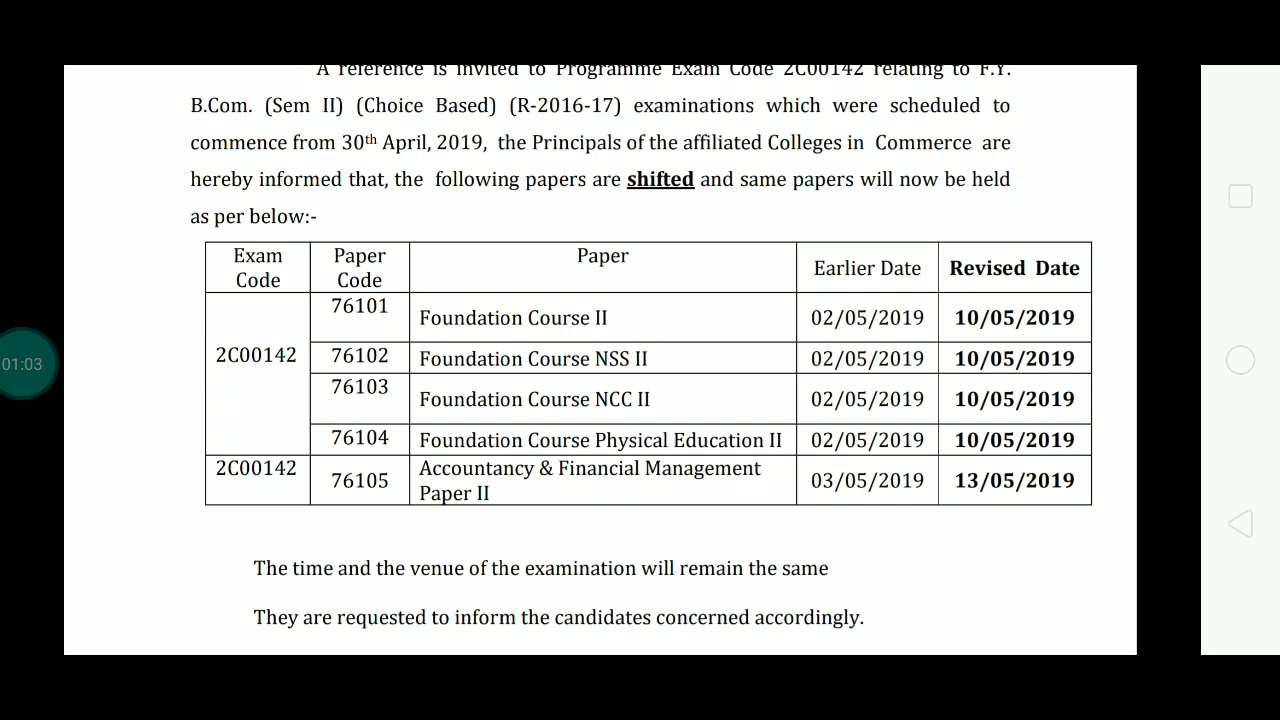 A reference is invited to Programme Exam Code 2C00142 relating to F.Y.
B.Com. (Sem II) (Choice Based) (R-2016-17) examinations which were scheduled to
commence from 30th April, 2019, the Principals of the affiliated Colleges in Commerce are
hereby informed that, the following papers are shifted and same papers will now be held
as per below:-
Exam Code Paper Code Paper Earlier Date Revised Date
2C00142 76101 Foundation Course II 02/05/2019 10/05/2019
76102 Foundation Course NSS II 02/05/2019 10/05/2019
76103 Foundation Course NCC II 02/05/2019 10/05/2019
76104 Foundation Course Physical Education II 02/05/2019 10/05/2019
2C00142 76105 Accountancy & Financial Management Paper II 03/05/2019 13/05/2019
The time and the venue of the examination will remain the same
They are requested to inform the candidates concerned accordingly.
01:03